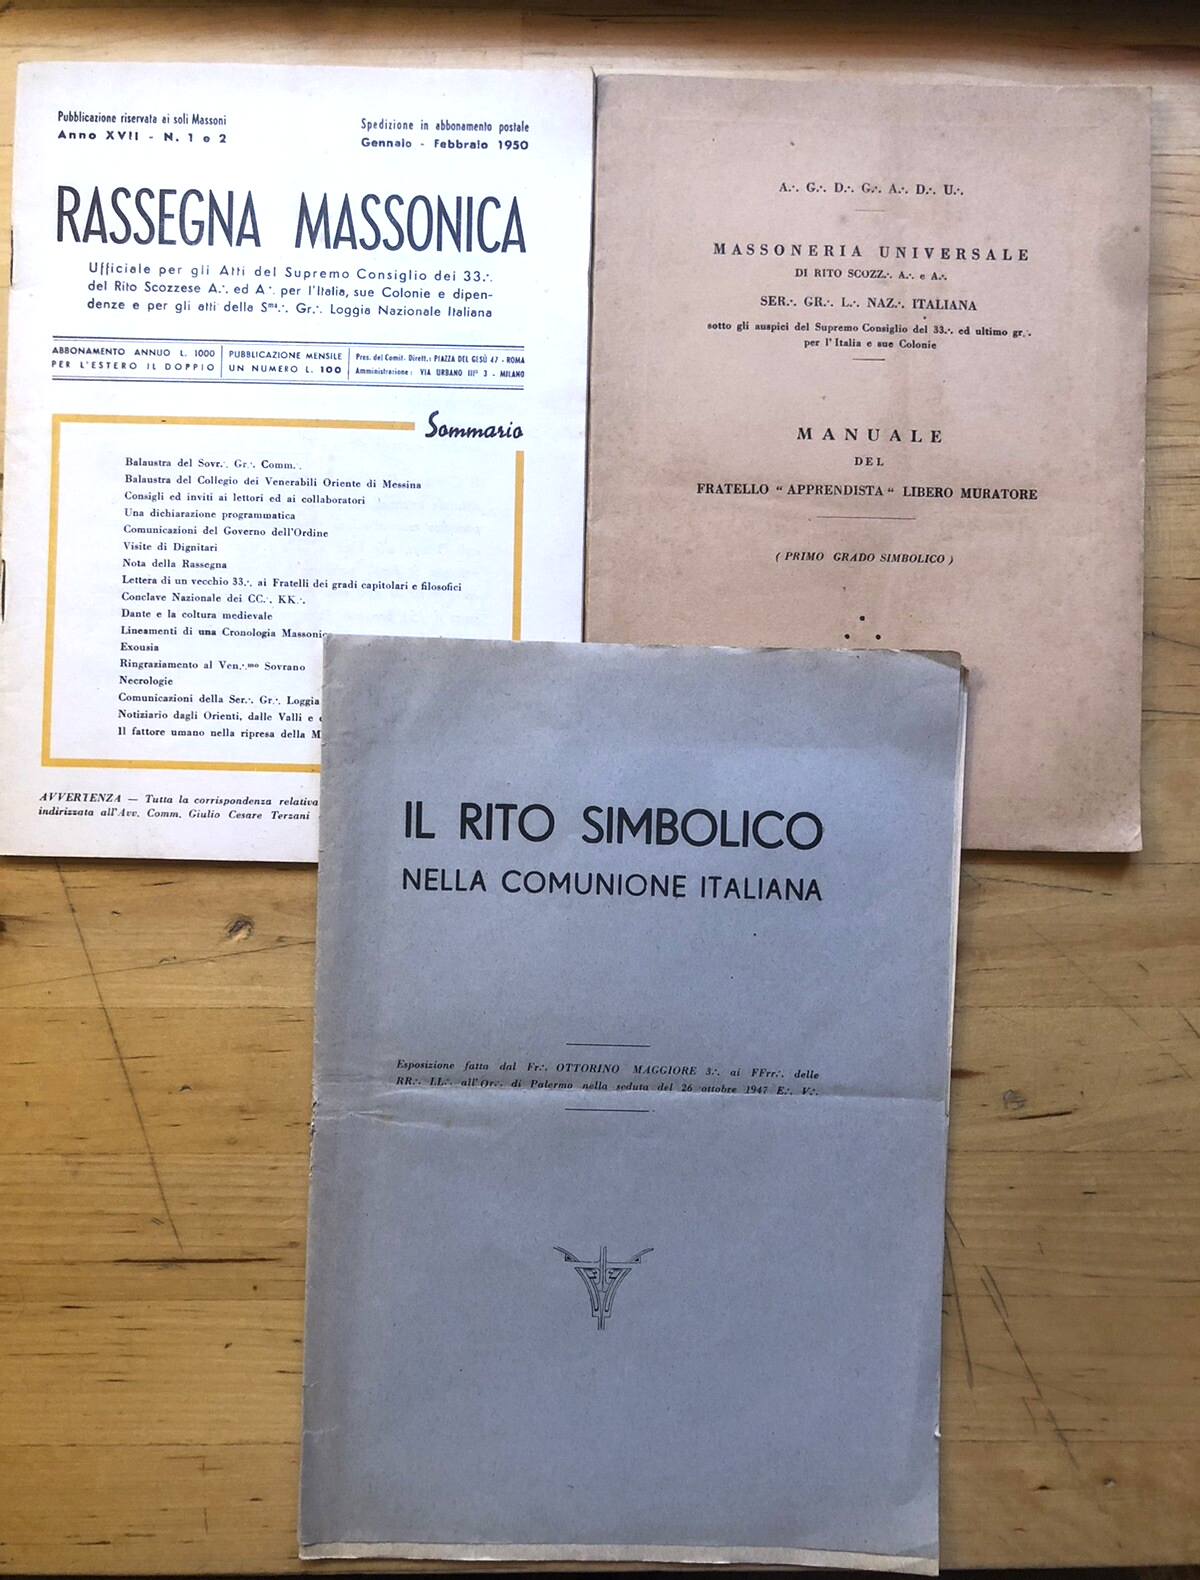 Pubblicazione riservata ai soli Massoni
Anno XVII - N. 1 e 2
Spedizione in abbonamento postale
Gennaio - Febbraio 1950
RASSEGNA MASSONICA
Ufficiale per gli Atti del Supremo Consiglio dei 33∴
del Rito Scozzese A∴ ed A∴ per l'Italia, sue Colonie e dipen-
denze e per gli atti della Sᵐᵃ∴ Gr∴ Loggia Nazionale Italiana
ABBONAMENTO ANNUO L. 1000
PER L'ESTERO IL DOPPIO
PUBBLICAZIONE MENSILE
UN NUMERO L. 100
Pres. del Comit. Dirett.: PIAZZA DEL GESÙ 47 - ROMA
Amministrazione: VIA URBANO IIIº 3 - MILANO
Sommario
Balaustra del Sovr∴ Gr∴ Comm∴
Balaustra del Collegio dei Venerabili Oriente di Messina
Consigli ed inviti ai lettori ed ai collaboratori
Una dichiarazione programmatica
Comunicazioni del Governo dell'Ordine
Visite di Dignitari
Nota della Rassegna
Lettera di un vecchio 33∴ ai Fratelli dei gradi capitolari e filosofici
Conclave Nazionale dei CC∴ KK∴
Dante e la coltura medievale
Lineamenti di una Cronologia Massonic
Exousia
Ringraziamento al Ven∴ᵐᵒ Sovrano
Necrologie
Comunicazioni della Ser∴ Gr∴ Loggia
Notiziario dagli Orienti, dalle Valli e
Il fattore umano nella ripresa della M
AVVERTENZA — Tutta la corrispondenza relativa
indirizzata all'Avv. Comm. Giulio Cesare Terzani
A∴ G∴ D∴ G∴ A∴ D∴ U∴
MASSONERIA UNIVERSALE
DI RITO SCOZZ∴ A∴ e A∴
SER∴ GR∴ L∴ NAZ∴ ITALIANA
sotto gli auspici del Supremo Consiglio del 33∴ ed ultimo gr∴
per l'Italia e sue Colonie
MANUALE
DEL
FRATELLO "APPRENDISTA" LIBERO MURATORE
( PRIMO GRADO SIMBOLICO )
IL RITO SIMBOLICO
NELLA COMUNIONE ITALIANA
Esposizione fatta dal Fr∴ OTTORINO MAGGIORE 3∴ ai FFrr∴ delle
RR∴ LL∴ all'Or∴ di Palermo nella seduta del 26 ottobre 1947 E∴ V∴